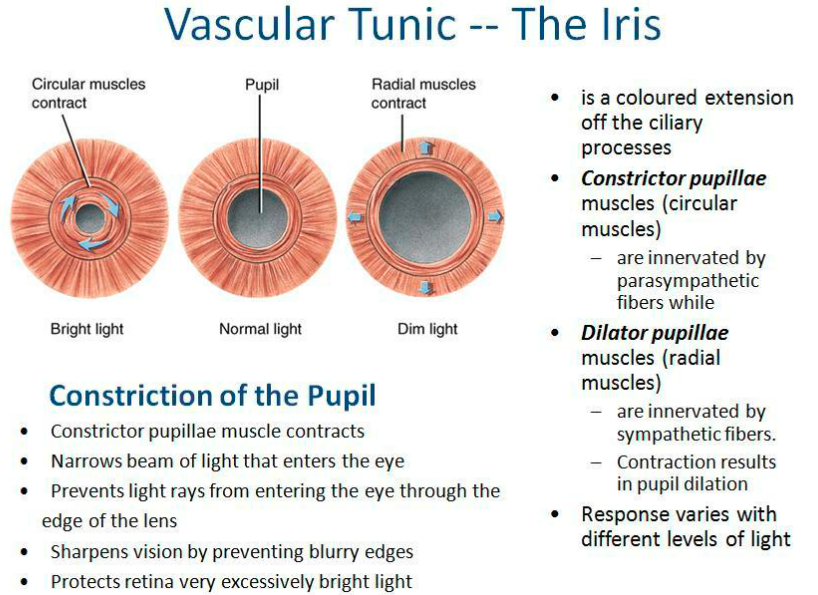 Vascular Tunic -- The Iris
Circular muscles
contract
Pupil
Radial muscles
contract
Bright light
Normal light
Dim light
Constriction of the Pupil
• Constrictor pupillae muscle contracts
• Narrows beam of light that enters the eye
• Prevents light rays from entering the eye through the
edge of the lens
• Sharpens vision by preventing blurry edges
• Protects retina very excessively bright light
• is a coloured extension
off the ciliary
processes
• Constrictor pupillae
muscles (circular
muscles)
– are innervated by
parasympathetic
fibers while
• Dilator pupillae
muscles (radial
muscles)
– are innervated by
sympathetic fibers.
– Contraction results
in pupil dilation
• Response varies with
different levels of light